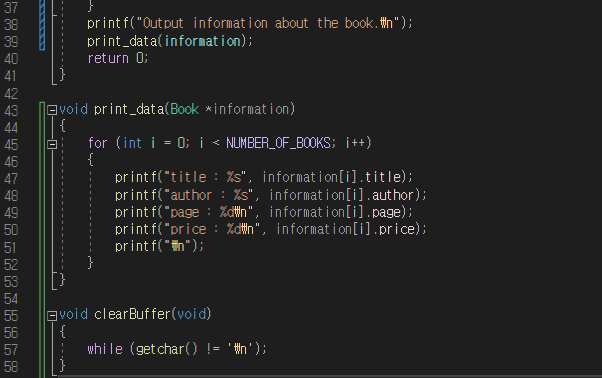 37 }
38 printf("Output information about the book.₩n");
39 print_data(information);
40 return 0;
41 }
42
43 void print_data(Book *information)
44 {
45 for (int i = 0; i < NUMBER_OF_BOOKS; i++)
46 {
47 printf("title : %s", information[i].title);
48 printf("author : %s", information[i].author);
49 printf("page : %d₩n", information[i].page);
50 printf("price : %d₩n", information[i].price);
51 printf("₩n");
52 }
53 }
54
55 void clearBuffer(void)
56 {
57 while (getchar() != '₩n');
58 }